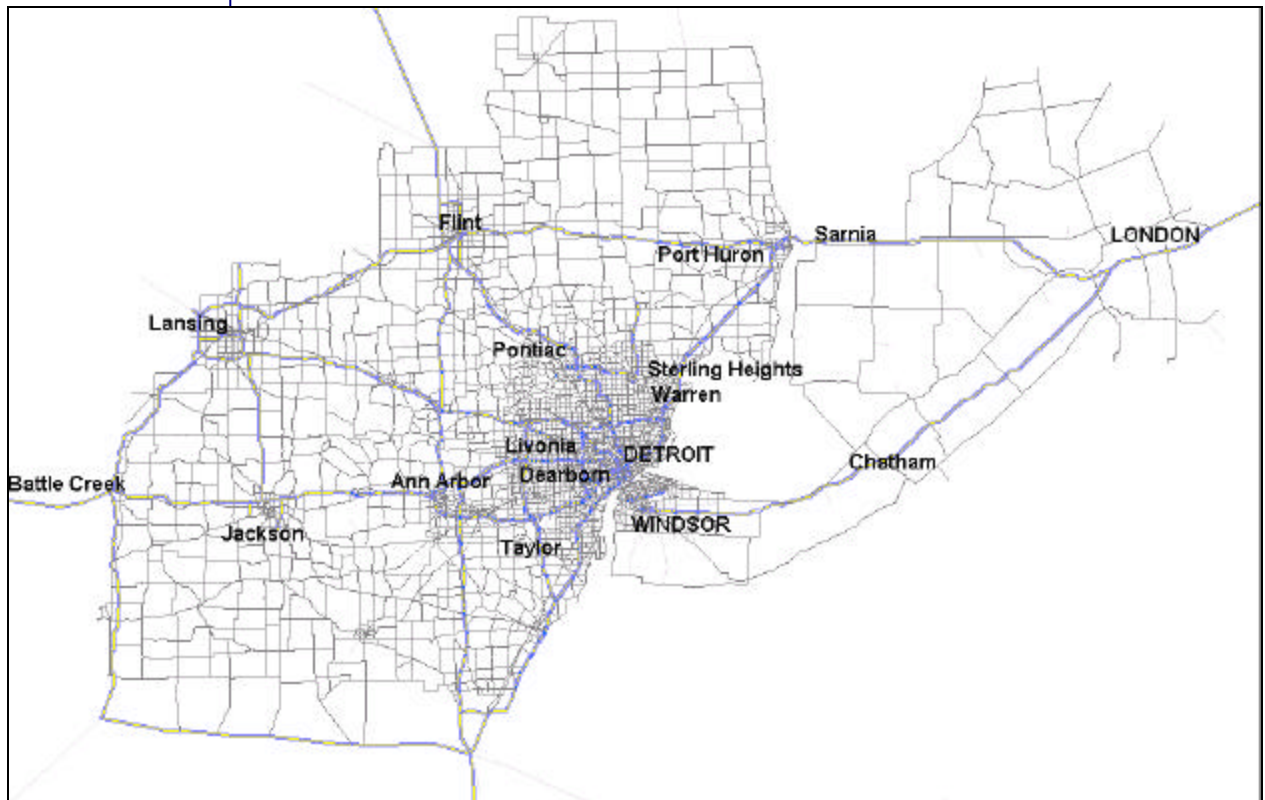 Flint
Sarnia
LONDON
Port Huron
Lansing
Pontiac
Sterling Heights
Warren
Livonia
DETROIT
Dearborn
Chatham
Battle Creek
Ann Arbor
WINDSOR
Jackson
Taylor